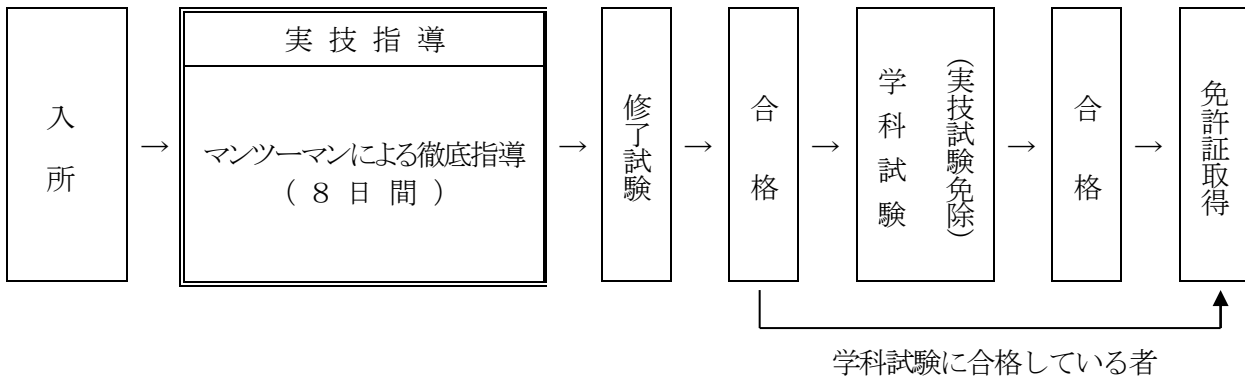 入所
→
実技指導
マンツーマンによる徹底指導
(8日間)
→
修了試験
→
合格
→
学科試験
(実技試験免除)
→
合格
→
免許証取得
学科試験に合格している者